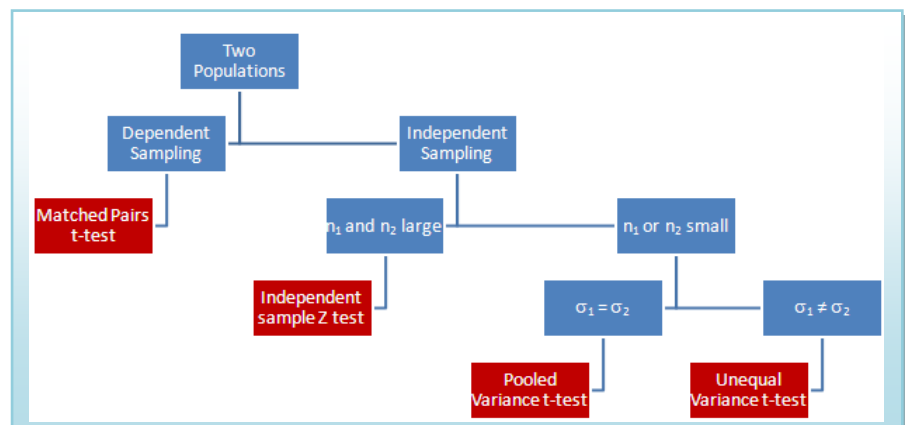 Two
Populations
Dependent
Sampling
Independent
Sampling
Matched Pairs
t-test
n₁ and n₂ large
n₁ or n₂ small
Independent
sample Z test
σ₁ = σ₂
σ₁ ≠ σ₂
Pooled
Variance t-test
Unequal
Variance t-test